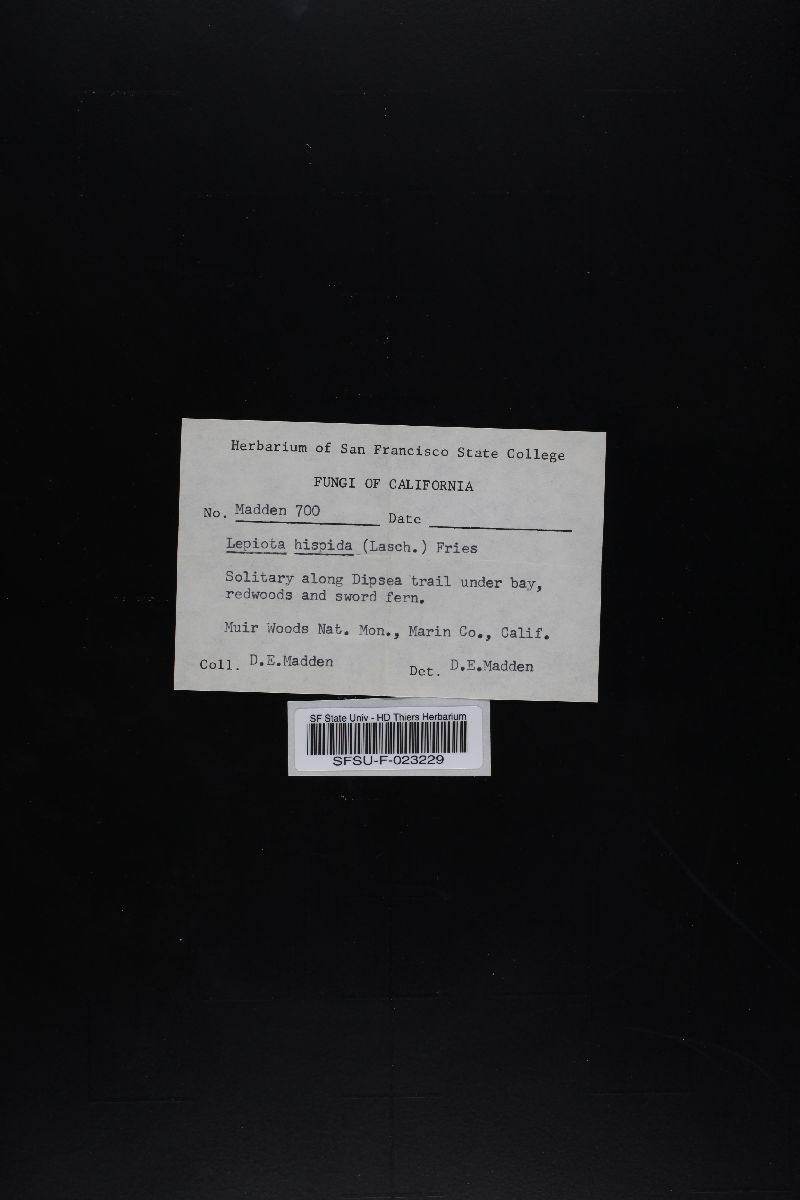 Herbarium of San Francisco State College
FUNGI OF CALIFORNIA
No. Madden 700 Date
Lepiota hispida (Lasch.) Fries
Solitary along Dipsea trail under bay,
redwoods and sword fern.
Muir Woods Nat. Mon., Marin Co., Calif.
Coll. D.E.Madden Det. D.E.Madden
SF State Univ - HD Thiers Herbarium
SFSU-F-023229